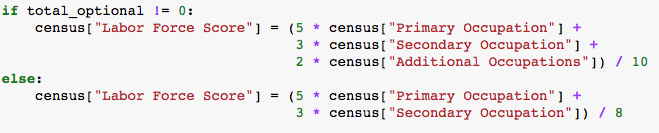 if total_optional != 0:
    census["Labor Force Score"] = (5 * census["Primary Occupation"] +
                                   3 * census["Secondary Occupation"] +
                                   2 * census["Additional Occupations"]) / 10
else:
    census["Labor Force Score"] = (5 * census["Primary Occupation"] +
                                   3 * census["Secondary Occupation"]) / 8